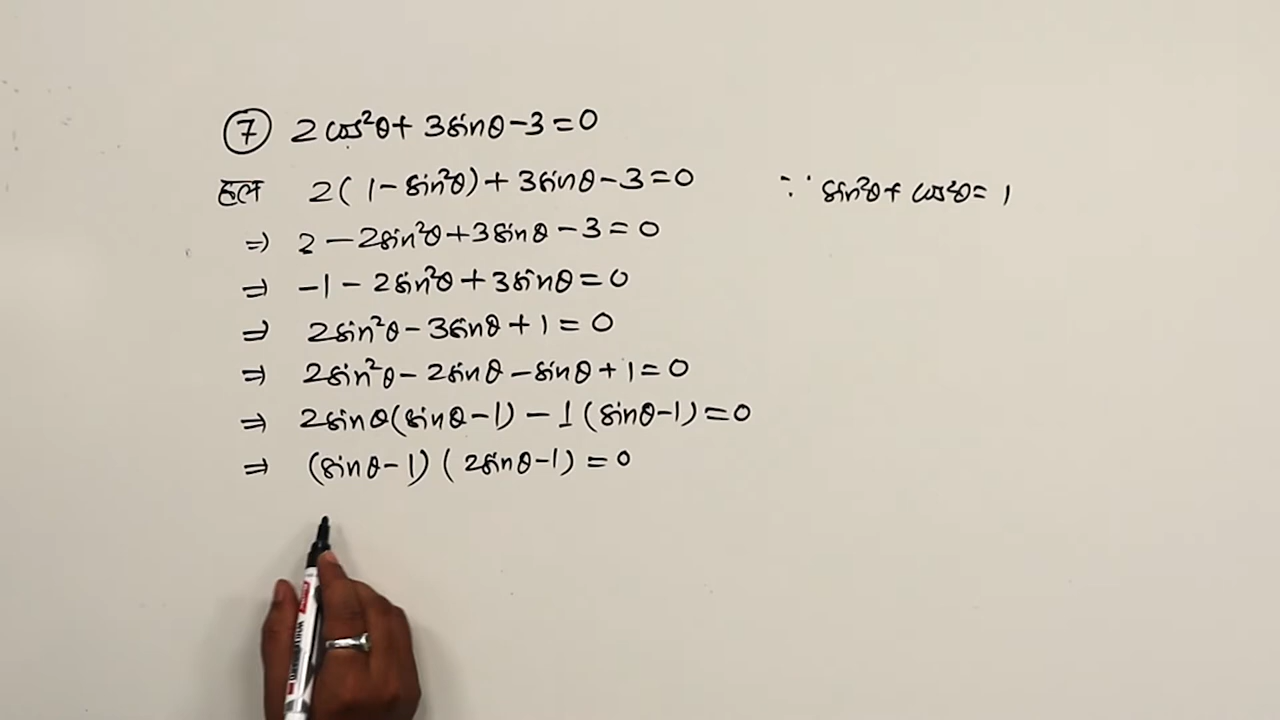 ⑦ 2cos²θ + 3sinθ - 3 = 0
हल 2(1 - sin²θ) + 3sinθ - 3 = 0 ∵ sin²θ + cos²θ = 1
⇒ 2 - 2sin²θ + 3sinθ - 3 = 0
⇒ -1 - 2sin²θ + 3sinθ = 0
⇒ 2sin²θ - 3sinθ + 1 = 0
⇒ 2sin²θ - 2sinθ - sinθ + 1 = 0
⇒ 2sinθ(sinθ - 1) - 1(sinθ - 1) = 0
⇒ (sinθ - 1)(2sinθ - 1) = 0